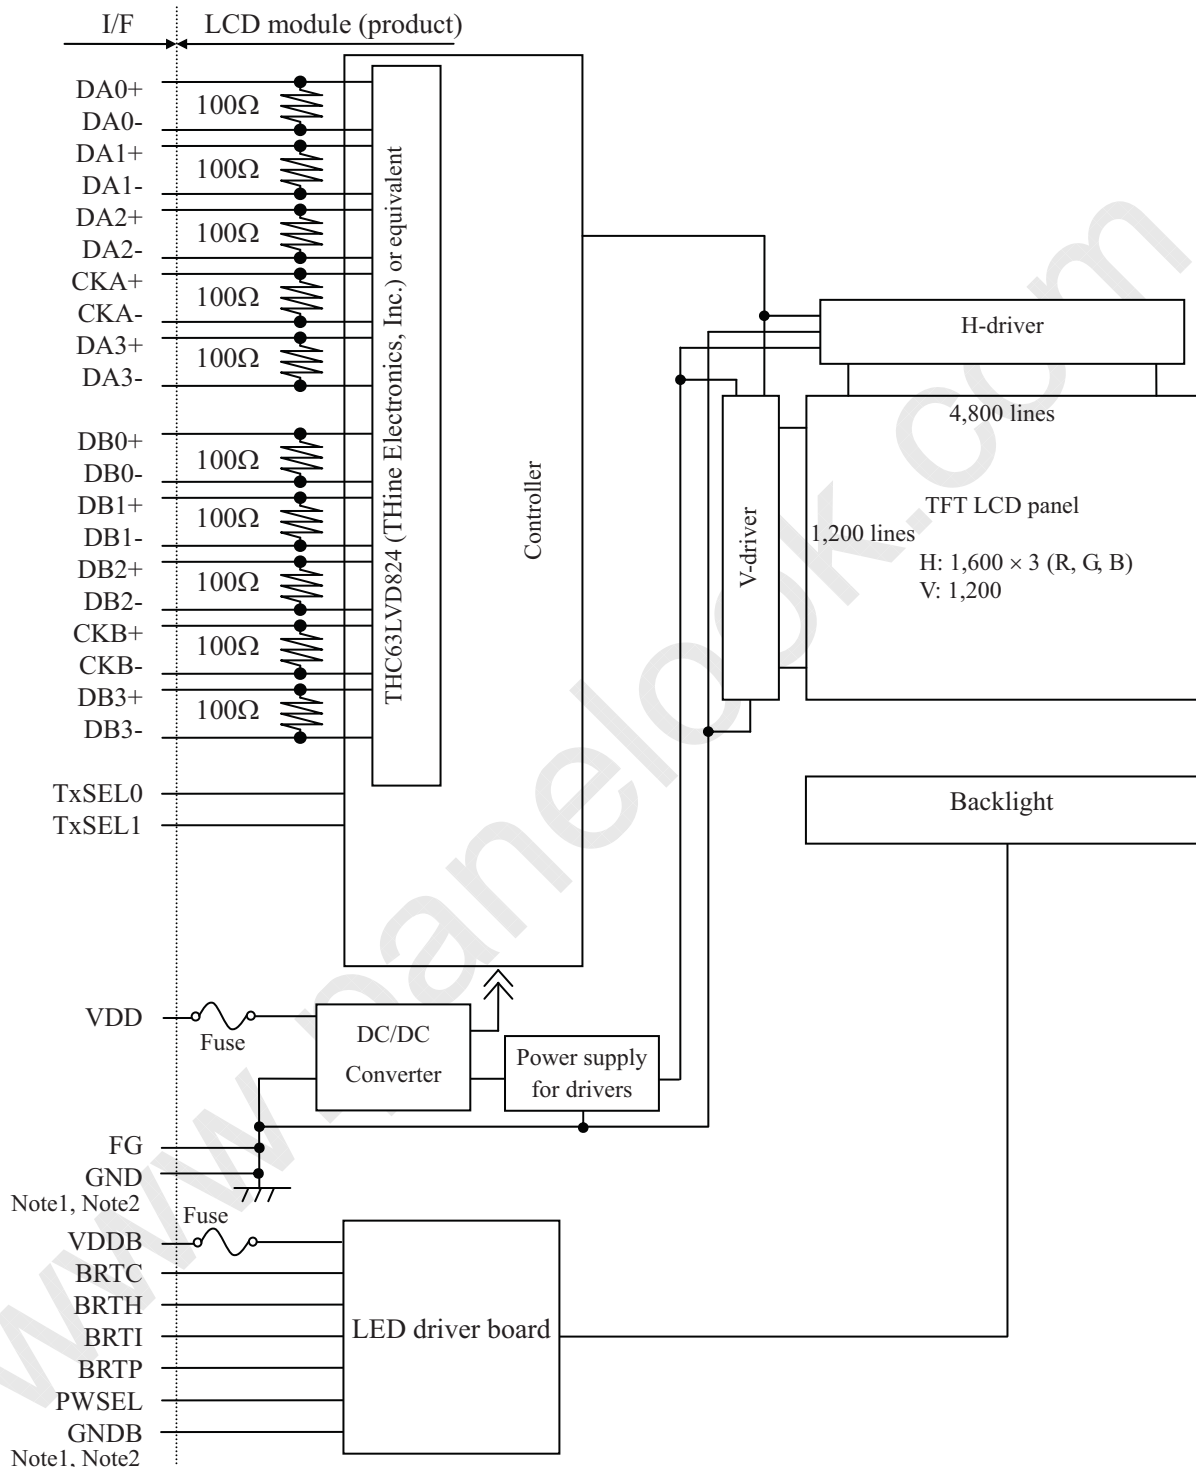 I/F
LCD module (product)
DA0+
DA0-
100Ω
DA1+
DA1-
100Ω
DA2+
DA2-
100Ω
CKA+
CKA-
100Ω
DA3+
DA3-
100Ω
DB0+
DB0-
100Ω
DB1+
DB1-
100Ω
DB2+
DB2-
100Ω
CKB+
CKB-
100Ω
DB3+
DB3-
100Ω
TxSEL0
TxSEL1
THC63LVD824 (THine Electronics, Inc.) or equivalent
Controller
H-driver
V-driver
4,800 lines
1,200 lines
TFT LCD panel
H: 1,600 × 3 (R, G, B)
V: 1,200
Backlight
VDD
Fuse
DC/DC
Converter
Power supply
for drivers
FG
GND
Note1, Note2
Fuse
VDDB
BRTC
BRTH
BRTI
BRTP
PWSEL
GNDB
Note1, Note2
LED driver board
www.panelook.com